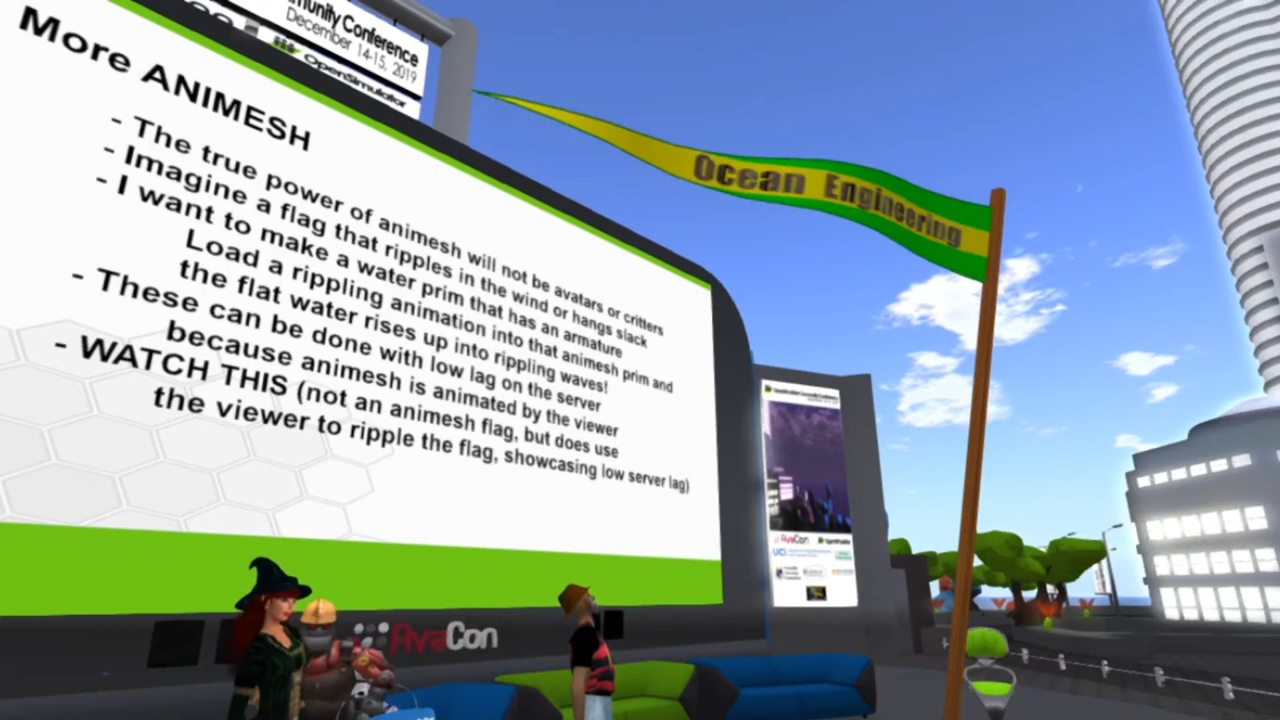 munity Conference
December 14-15, 2019
OpenSimulator
More ANIMESH
- The true power of animesh will not be avatars or critters
- Imagine a flag that ripples in the wind or hangs slack
- I want to make a water prim that has an armature
Load a rippling animation into that animesh prim and
the flat water rises up into rippling waves!
- These can be done with low lag on the server
because animesh is animated by the viewer
- WATCH THIS (not an animesh flag, but does use
the viewer to ripple the flag, showcasing low server lag)
Ocean Engineering
AvaCon
UCI
AvaCon